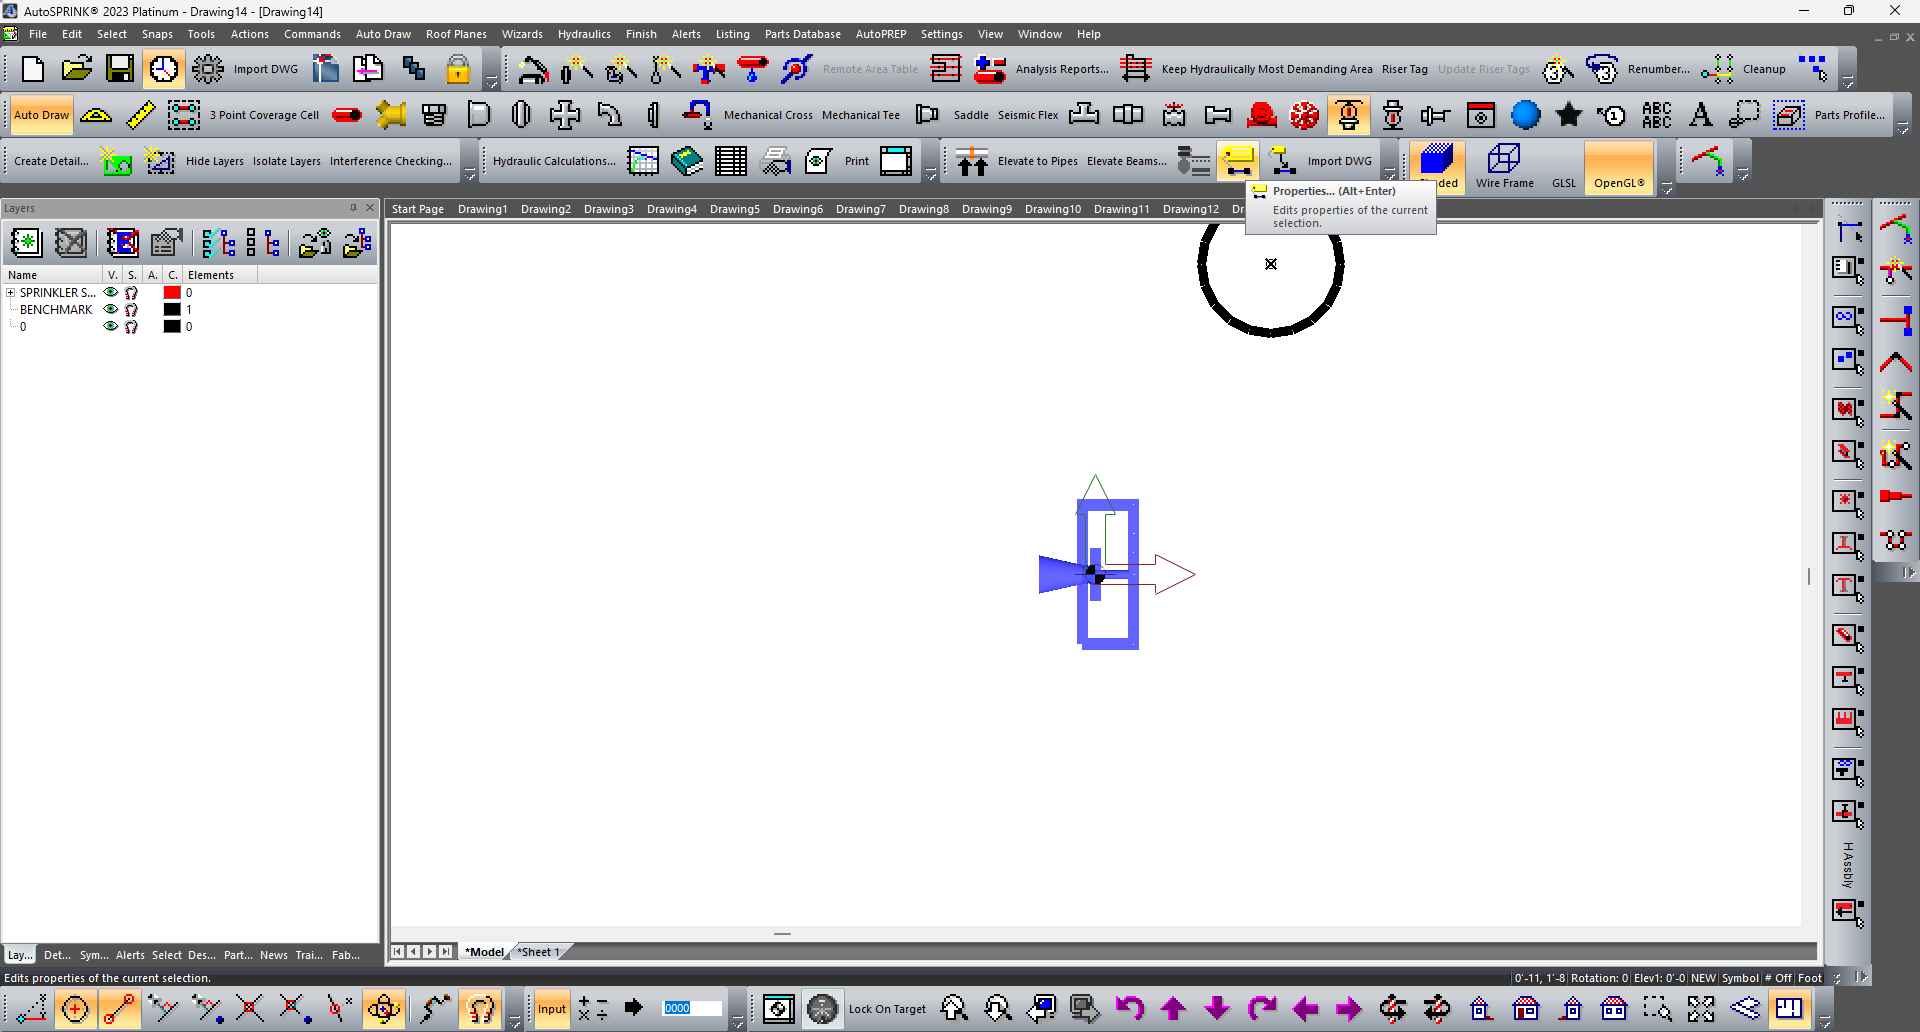 AutoSPRINK® 2023 Platinum - Drawing14 - [Drawing14]
File Edit Select Snaps Tools Actions Commands Auto Draw Roof Planes Wizards Hydraulics Finish Alerts Listing Parts Database AutoPREP Settings View Window Help
Import DWG Remote Area Table Analysis Reports... Keep Hydraulically Most Demanding Area Riser Tag Update Riser Tags Renumber... Cleanup
Auto Draw 3 Point Coverage Cell Mechanical Cross Mechanical Tee Saddle Seismic Flex ABC ABC A Parts Profile...
Create Detail... Hide Layers Isolate Layers Interference Checking... Hydraulic Calculations... Print Elevate to Pipes Elevate Beams... Import DWG
ded Wire Frame GLSL OpenGL®
Properties... (Alt+Enter)
Edits properties of the current
selection.
Layers
Start Page Drawing1 Drawing2 Drawing3 Drawing4 Drawing5 Drawing6 Drawing7 Drawing8 Drawing9 Drawing10 Drawing11 Drawing12 Dr
Name V. S. A. C. Elements
SPRINKLER S... 0
BENCHMARK 1
0 0
HAssbly
Lay... Det... Sym... Alerts Select Des... Part... News Trai... Fab...
*Model *Sheet 1
Edits properties of the current selection.
0'-11, 1'-8 Rotation: 0 Elev1: 0'-0 NEW Symbol # Off Foot
Input 0000 Lock On Target